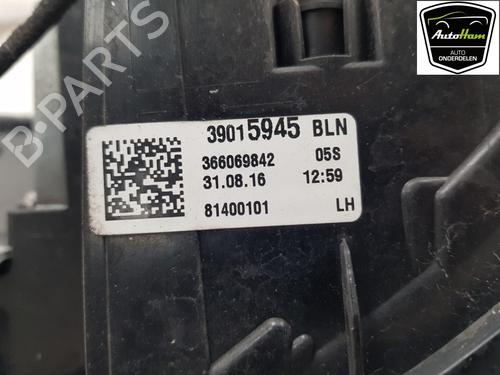 AutoHam
AUTO
ONDERDELEN
39015945 BLN
366069842 05S
31.08.16 12:59
81400101 LH
B-PARTS